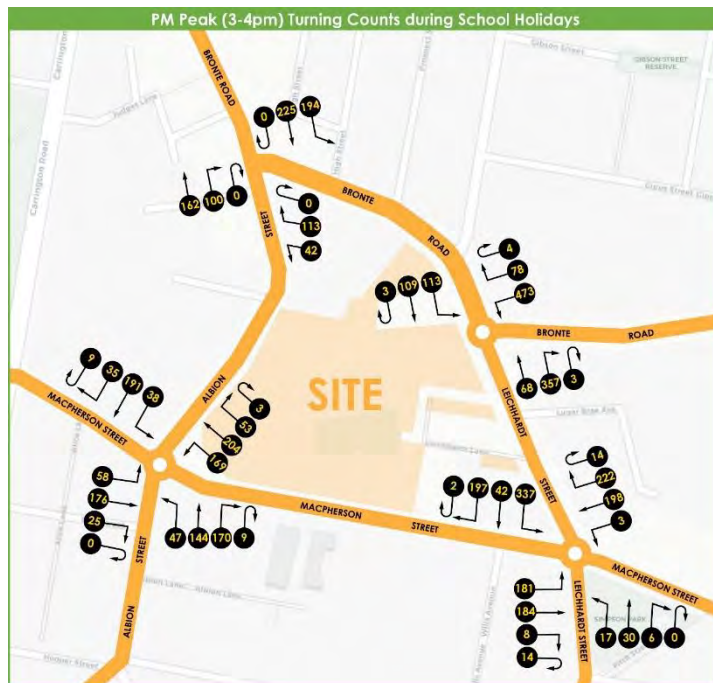 PM Peak (3-4pm) Turning Counts during School Holidays
Carrington Road
BRONTE ROAD
0 225 194
Gibson Street
GIBSON STREET
RESERVE
High Street
162 100 0
0
113
42
STREET
BRONTE
ROAD
4
78
473
3 109 113
BRONTE ROAD
Carrington Road
SITE
ALBION
68 357 3
LEICHHARDT
STREET
9 35 191 38
MACPHERSON STREET
3
53
204
169
14
222
198
3
58
176
25
0
2 197 42 337
MACPHERSON STREET
47 144 170 9
STREET
ALBION
MACPHERSON STREET
LEICHHARDT STREET
181
184
8
14
17 30 6 0
Albion Lane